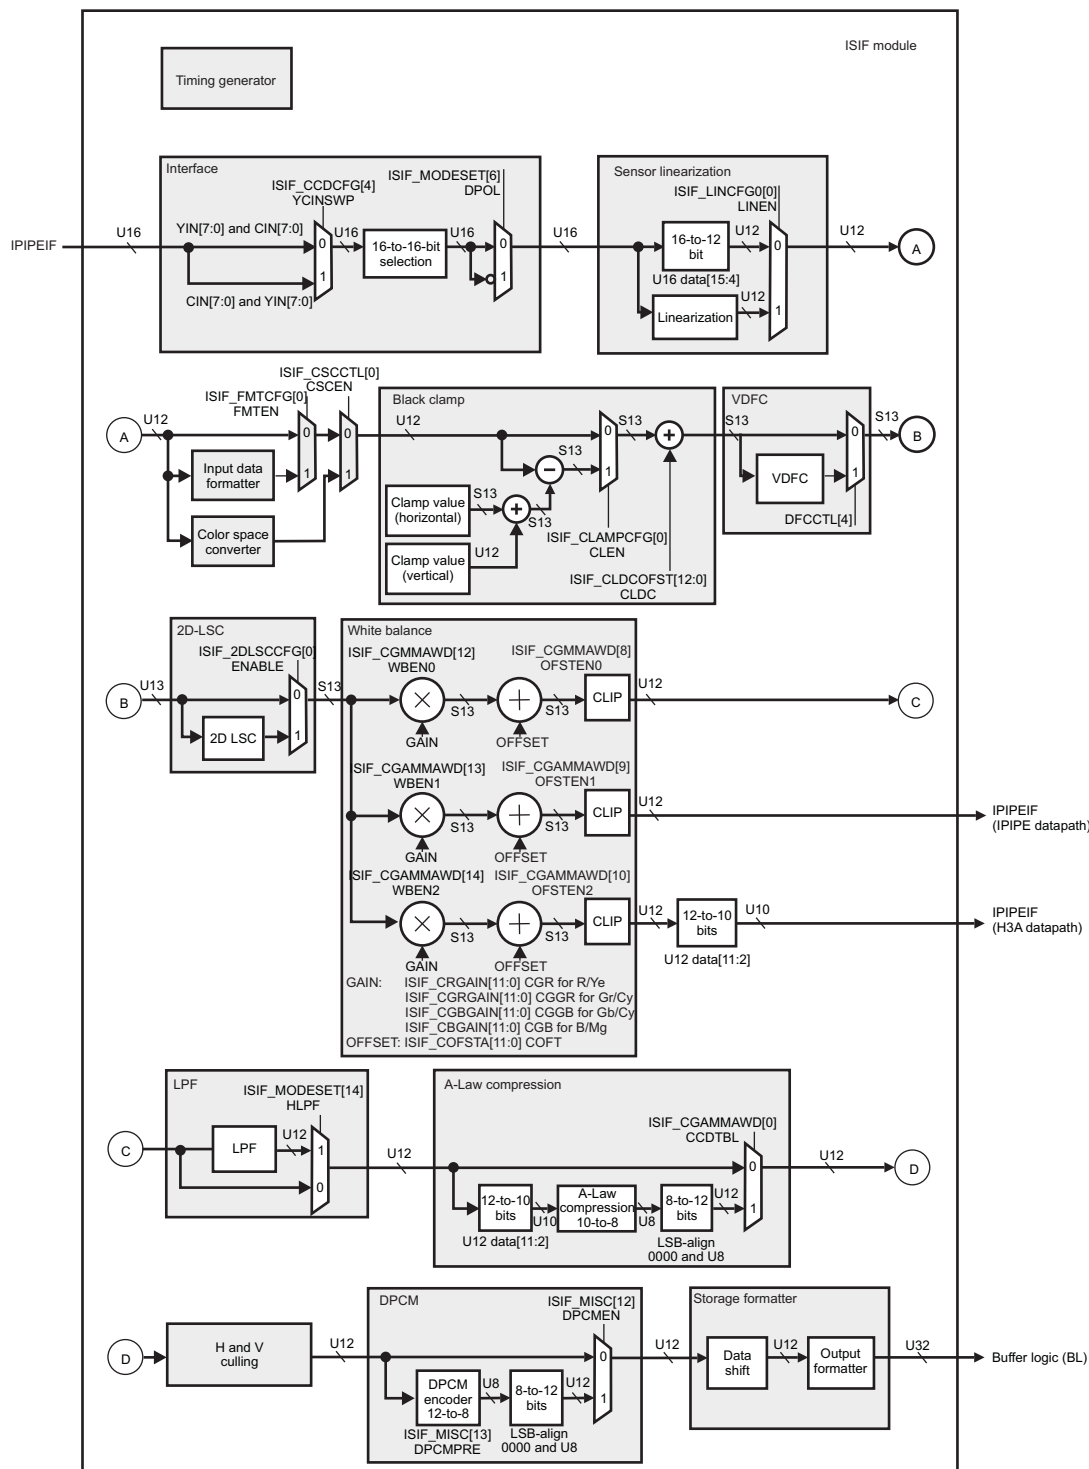 ISIF module
Timing generator
Interface
ISIF_CCDCFG[4]
YCINSWP
ISIF_MODESET[6]
DPOL
Sensor linearization
ISIF_LINCFG0[0]
LINEN
IPIPEIF
U16
YIN[7:0] and CIN[7:0]
0
U16
16-to-16-bit
selection
U16
0
U16
1
CIN[7:0] and YIN[7:0]
1
16-to-12
bit
U12
0
U12
A
U16 data[15:4]
U12
Linearization
1
ISIF_CSCCTL[0]
CSCEN
ISIF_FMTCFG[0]
FMTEN
Black clamp
VDFC
A
U12
0
0
U12
0
S13
+
S13
0
S13
B
Input data
formatter
1
1
S13
−
1
VDFC
1
Clamp value
(horizontal)
S13
+
S13
DFCCTL[4]
Color space
converter
U12
ISIF_CLAMPCFG[0]
CLEN
Clamp value
(vertical)
ISIF_CLDCOFST[12:0]
CLDC
2D-LSC
White balance
ISIF_2DLSCCFG[0]
ENABLE
ISIF_CGMMAWD[12]
WBEN0
ISIF_CGMMAWD[8]
OFSTEN0
B
U13
0
S13
S13
S13
CLIP
U12
C
2D LSC
1
GAIN
OFFSET
ISIF_CGAMMAWD[13]
WBEN1
ISIF_CGAMMAWD[9]
OFSTEN1
S13
S13
CLIP
U12
IPIPEIF
(IPIPE datapath)
GAIN
OFFSET
ISIF_CGAMMAWD[14]
WBEN2
ISIF_CGAMMAWD[10]
OFSTEN2
S13
S13
CLIP
U12
12-to-10
bits
U10
IPIPEIF
(H3A datapath)
U12 data[11:2]
GAIN
OFFSET
GAIN: ISIF_CRGAIN[11:0] CGR for R/Ye
ISIF_CGRGAIN[11:0] CGGR for Gr/Cy
ISIF_CGBGAIN[11:0] CGGB for Gb/Cy
ISIF_CBGAIN[11:0] CGB for B/Mg
OFFSET: ISIF_COFSTA[11:0] COFT
LPF
ISIF_MODESET[14]
HLPF
A-Law compression
ISIF_CGAMMAWD[0]
CCDTBL
C
LPF
U12
1
0
U12
0
U12
D
12-to-10
bits
U10
A-Law
compression
10-to-8
U8
8-to-12
bits
U12
1
U12 data[11:2]
LSB-align
0000 and U8
DPCM
ISIF_MISC[12]
DPCMEN
Storage formatter
D
H and V
culling
U12
0
U12
Data
shift
U12
Output
formatter
U32
Buffer logic (BL)
DPCM
encoder
12-to-8
U8
8-to-12
bits
U12
1
ISIF_MISC[13]
DPCMPRE
LSB-align
0000 and U8